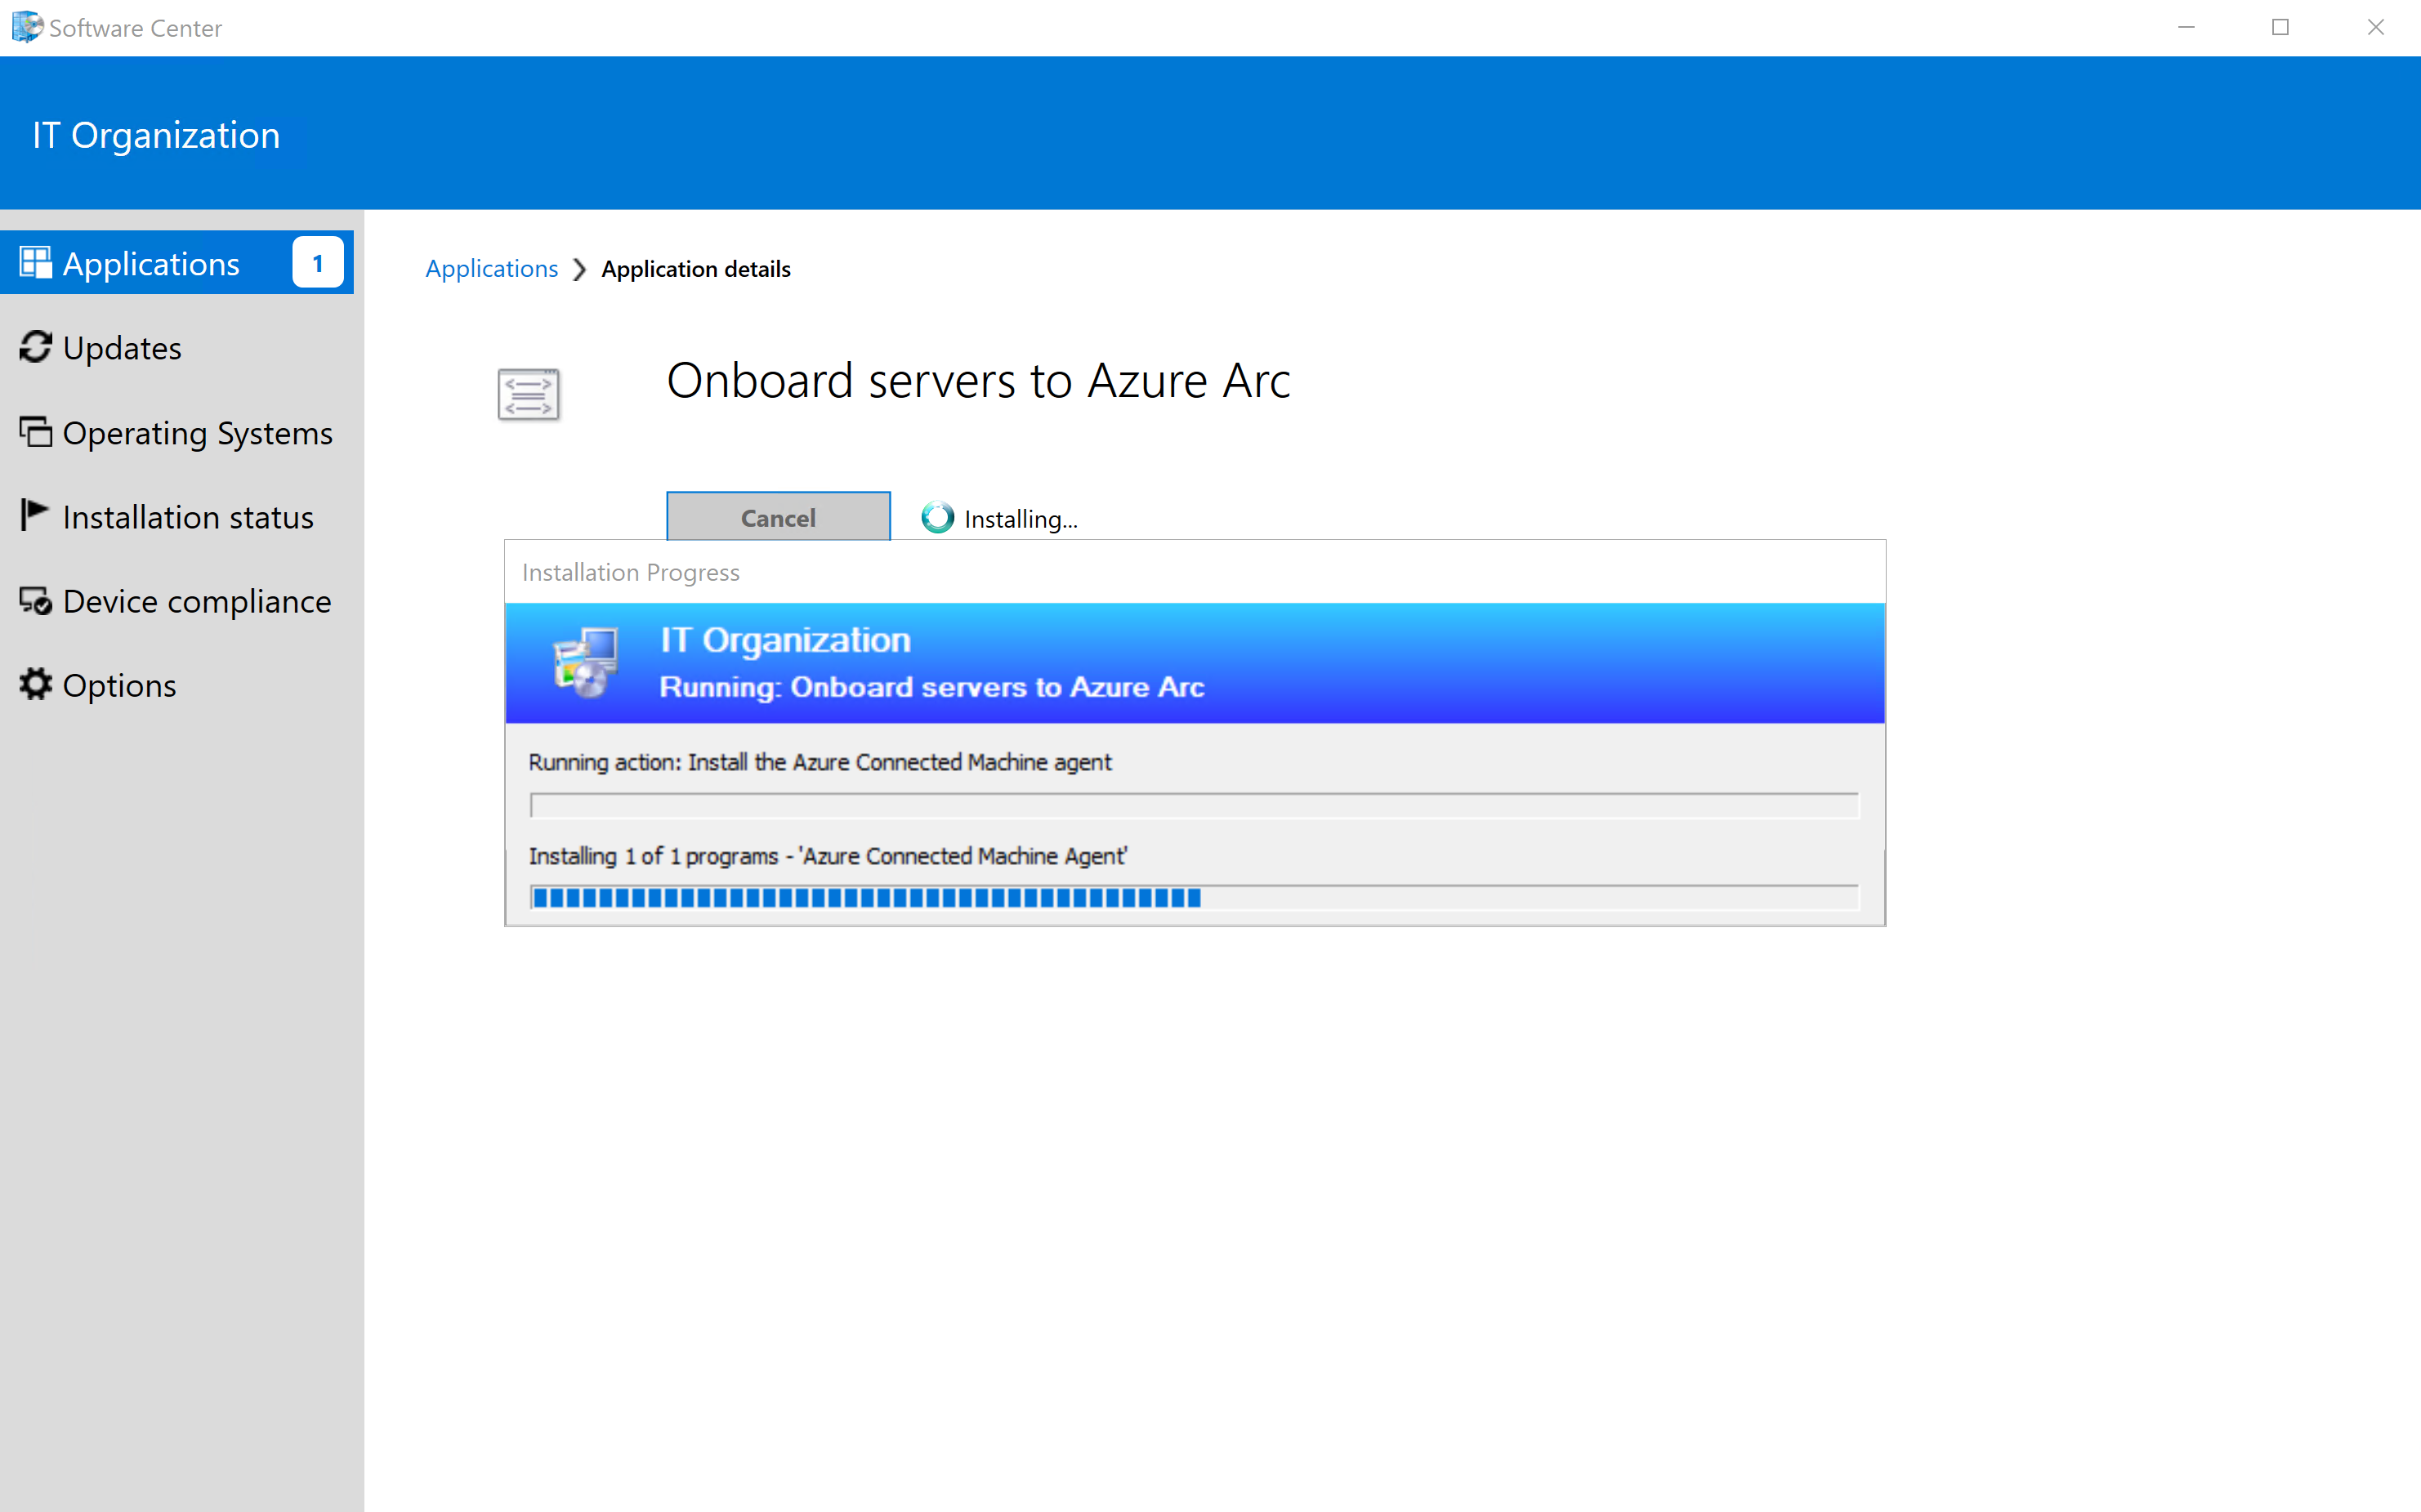 Software Center
IT Organization
Applications 1
Updates
Operating Systems
Installation status
Device compliance
Options
Applications Application details
Onboard servers to Azure Arc
Cancel Installing...
Installation Progress
IT Organization
Running: Onboard servers to Azure Arc
Running action: Install the Azure Connected Machine agent
Installing 1 of 1 programs - 'Azure Connected Machine Agent'